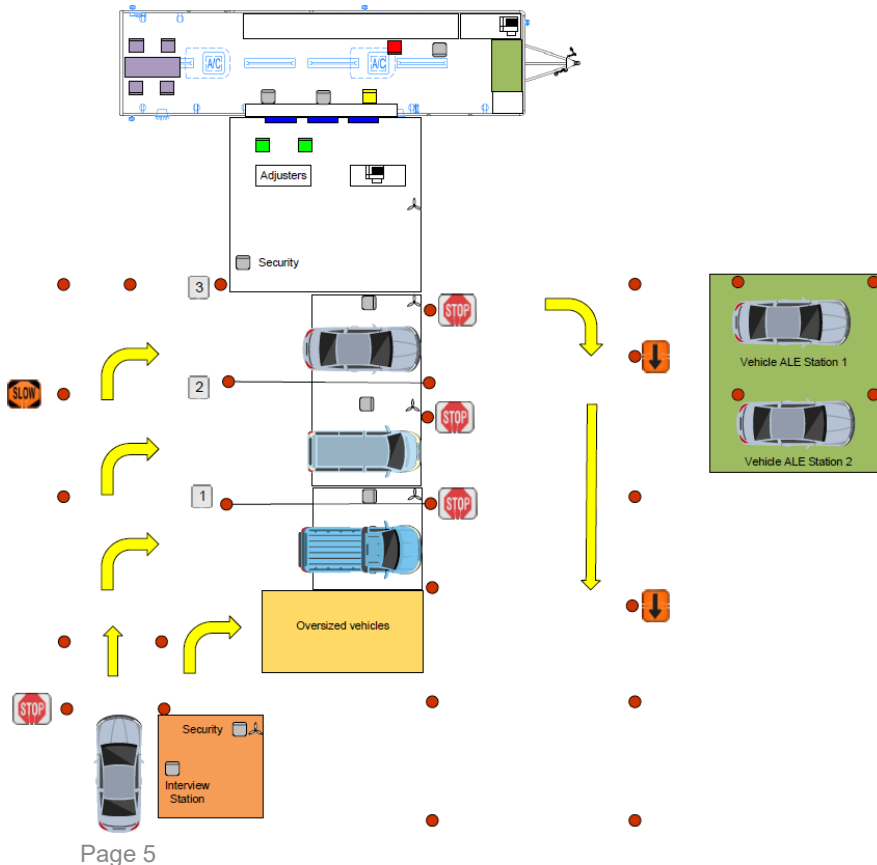 A/C
A/C
Adjusters
Security
3
STOP
Vehicle ALE Station 1
SLOW
2
STOP
Vehicle ALE Station 2
1
STOP
Oversized vehicles
STOP
Security
Interview
Station
Page 5